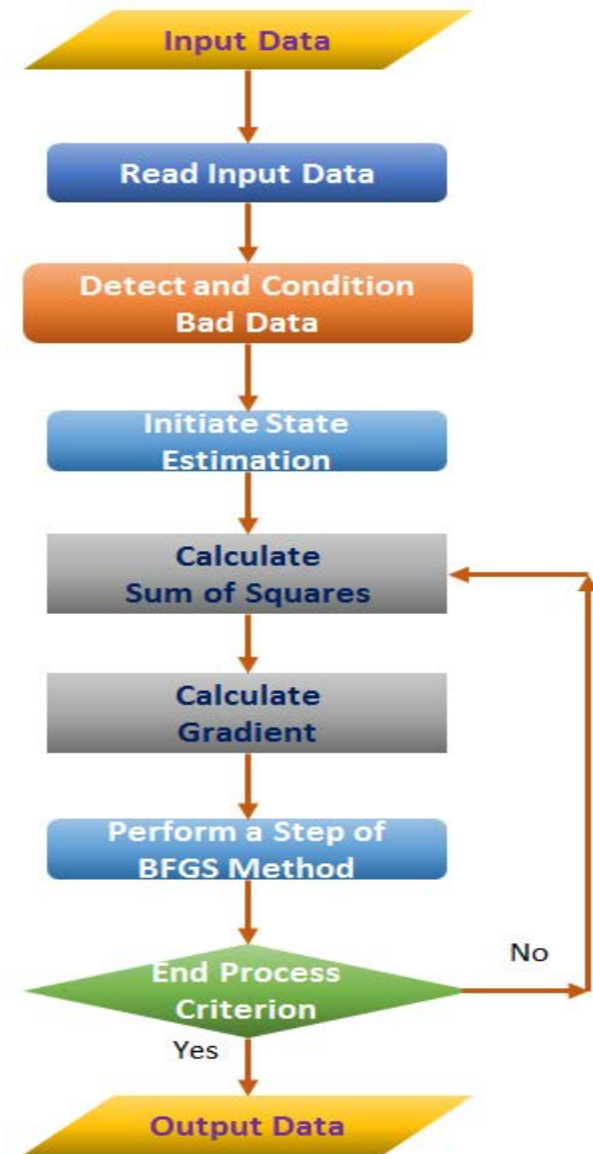 Input Data
Read Input Data
Detect and Condition
Bad Data
Initiate State
Estimation
Calculate
Sum of Squares
Calculate
Gradient
Perform a Step of
BFGS Method
End Process
Criterion
No
Yes
Output Data